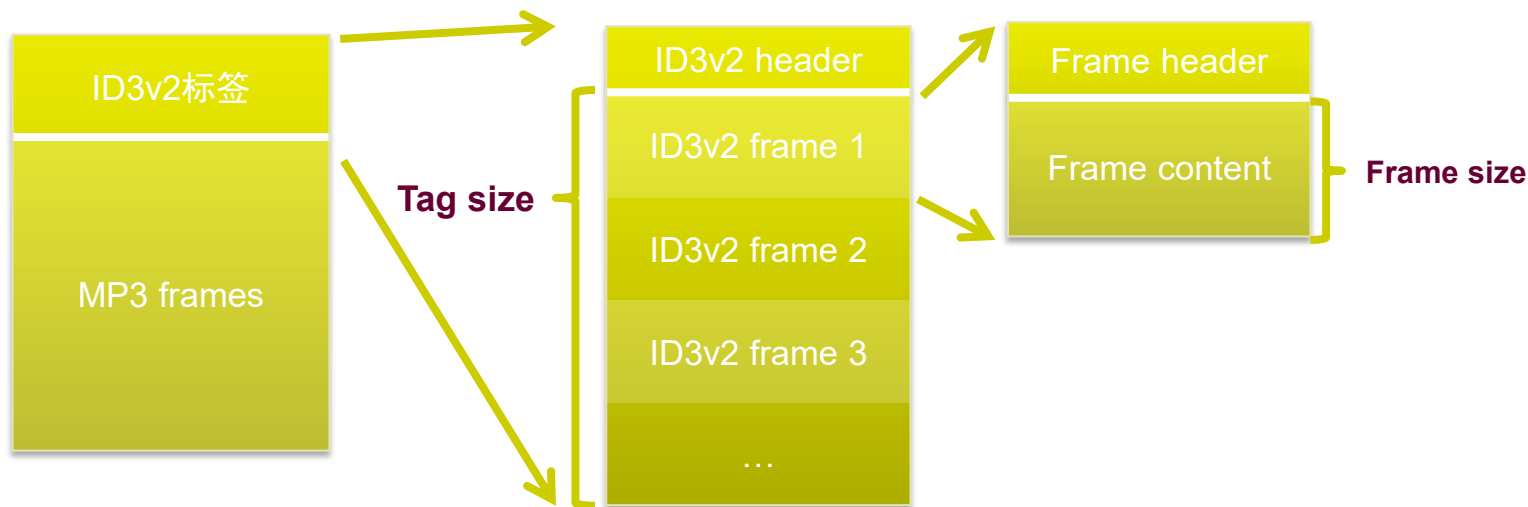 ID3v2标签
MP3 frames
Tag size
ID3v2 header
ID3v2 frame 1
ID3v2 frame 2
ID3v2 frame 3
…
Frame header
Frame content
Frame size